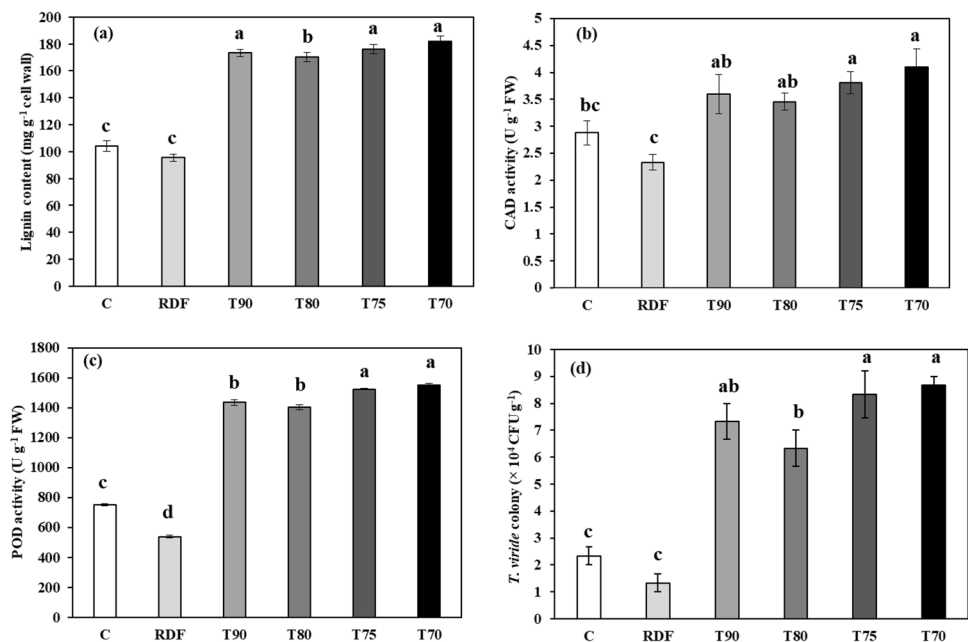 (a)
Lignin content (mg g⁻¹ cell wall)
200
180
160
140
120
100
80
60
40
20
0
c
c
a
b
a
a
C RDF T90 T80 T75 T70
(b)
CAD activity (U g⁻¹ FW)
5
4.5
4
3.5
3
2.5
2
1.5
1
0.5
0
bc
c
ab
ab
a
a
C RDF T90 T80 T75 T70
(c)
POD activity (U g⁻¹ FW)
1800
1600
1400
1200
1000
800
600
400
200
0
c
d
b
b
a
a
C RDF T90 T80 T75 T70
(d)
T. viride colony (× 10⁴ CFU g⁻¹)
10
9
8
7
6
5
4
3
2
1
0
c
c
ab
b
a
a
C RDF T90 T80 T75 T70